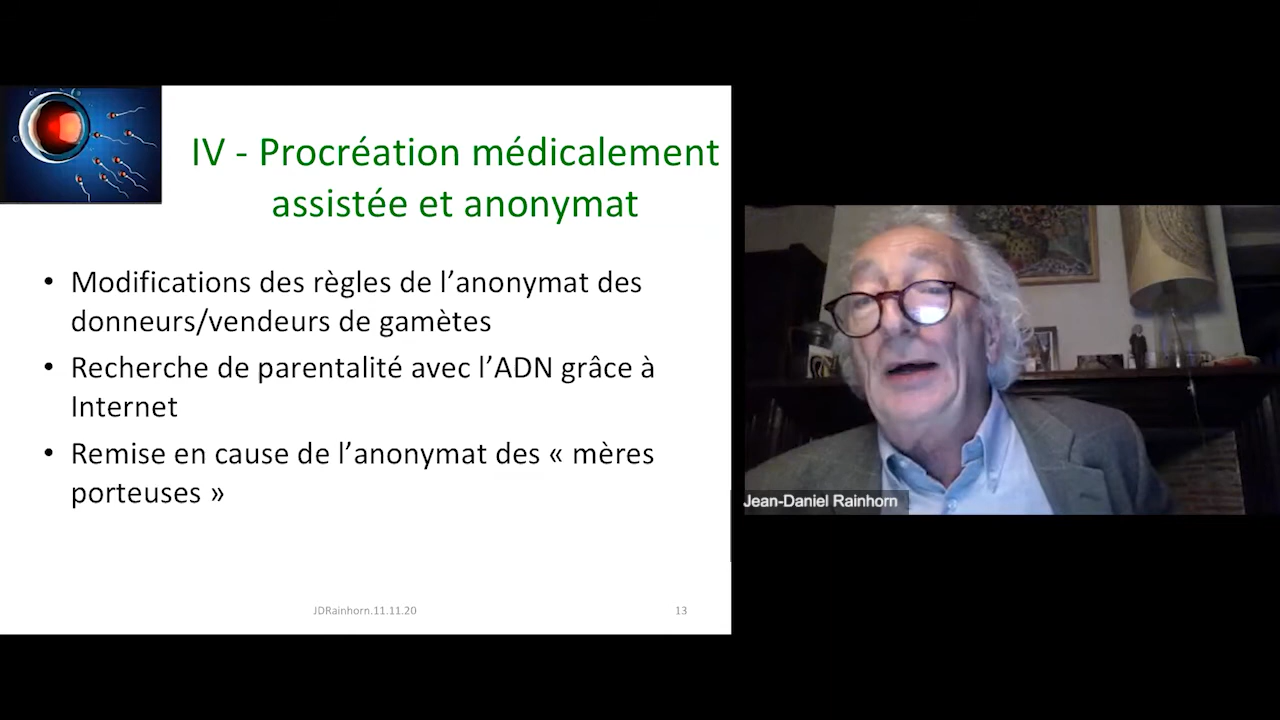 IV - Procréation médicalement
assistée et anonymat
• Modifications des règles de l’anonymat des
donneurs/vendeurs de gamètes
• Recherche de parentalité avec l’ADN grâce à
Internet
• Remise en cause de l’anonymat des « mères
porteuses »
JDRainhorn.11.11.20
13
Jean-Daniel Rainhorn